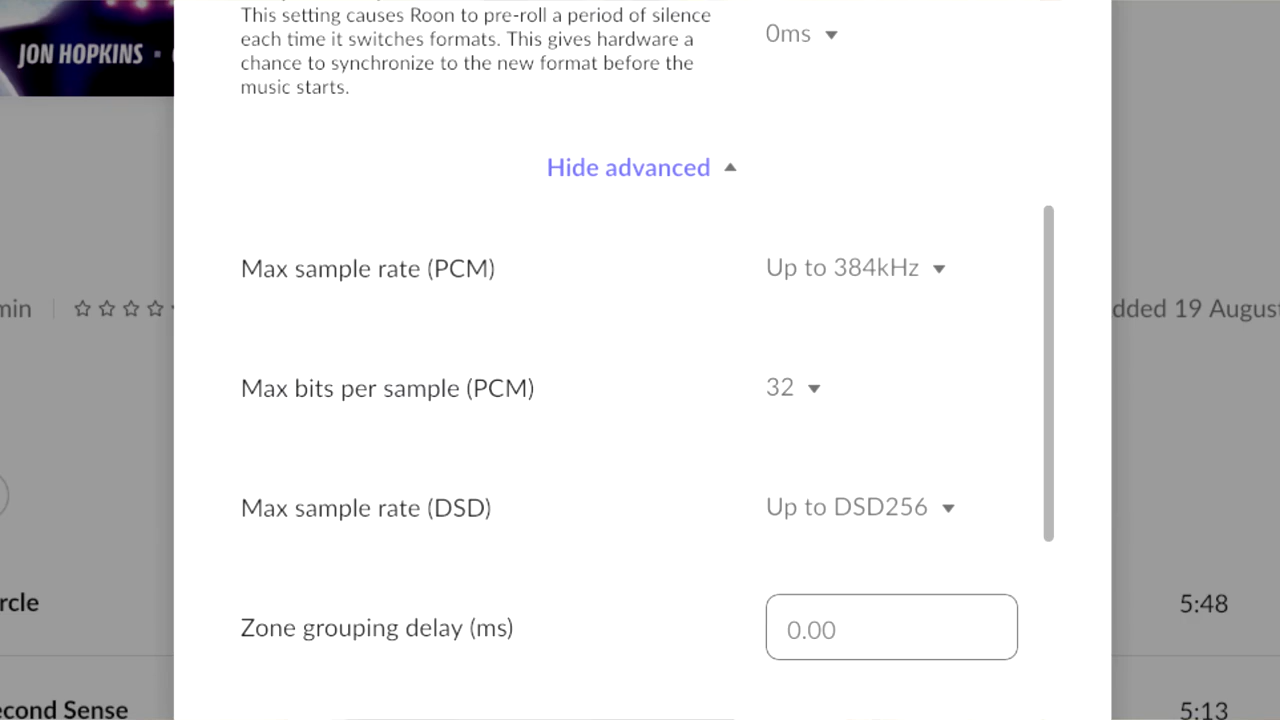 This setting causes Roon to pre-roll a period of silence
each time it switches formats. This gives hardware a
chance to synchronize to the new format before the
music starts.
0ms
JON HOPKINS
Hide advanced
Max sample rate (PCM)
Up to 384kHz
min
dded 19 August
Max bits per sample (PCM)
32
Max sample rate (DSD)
Up to DSD256
rcle
5:48
Zone grouping delay (ms)
0.00
econd Sense
5:13